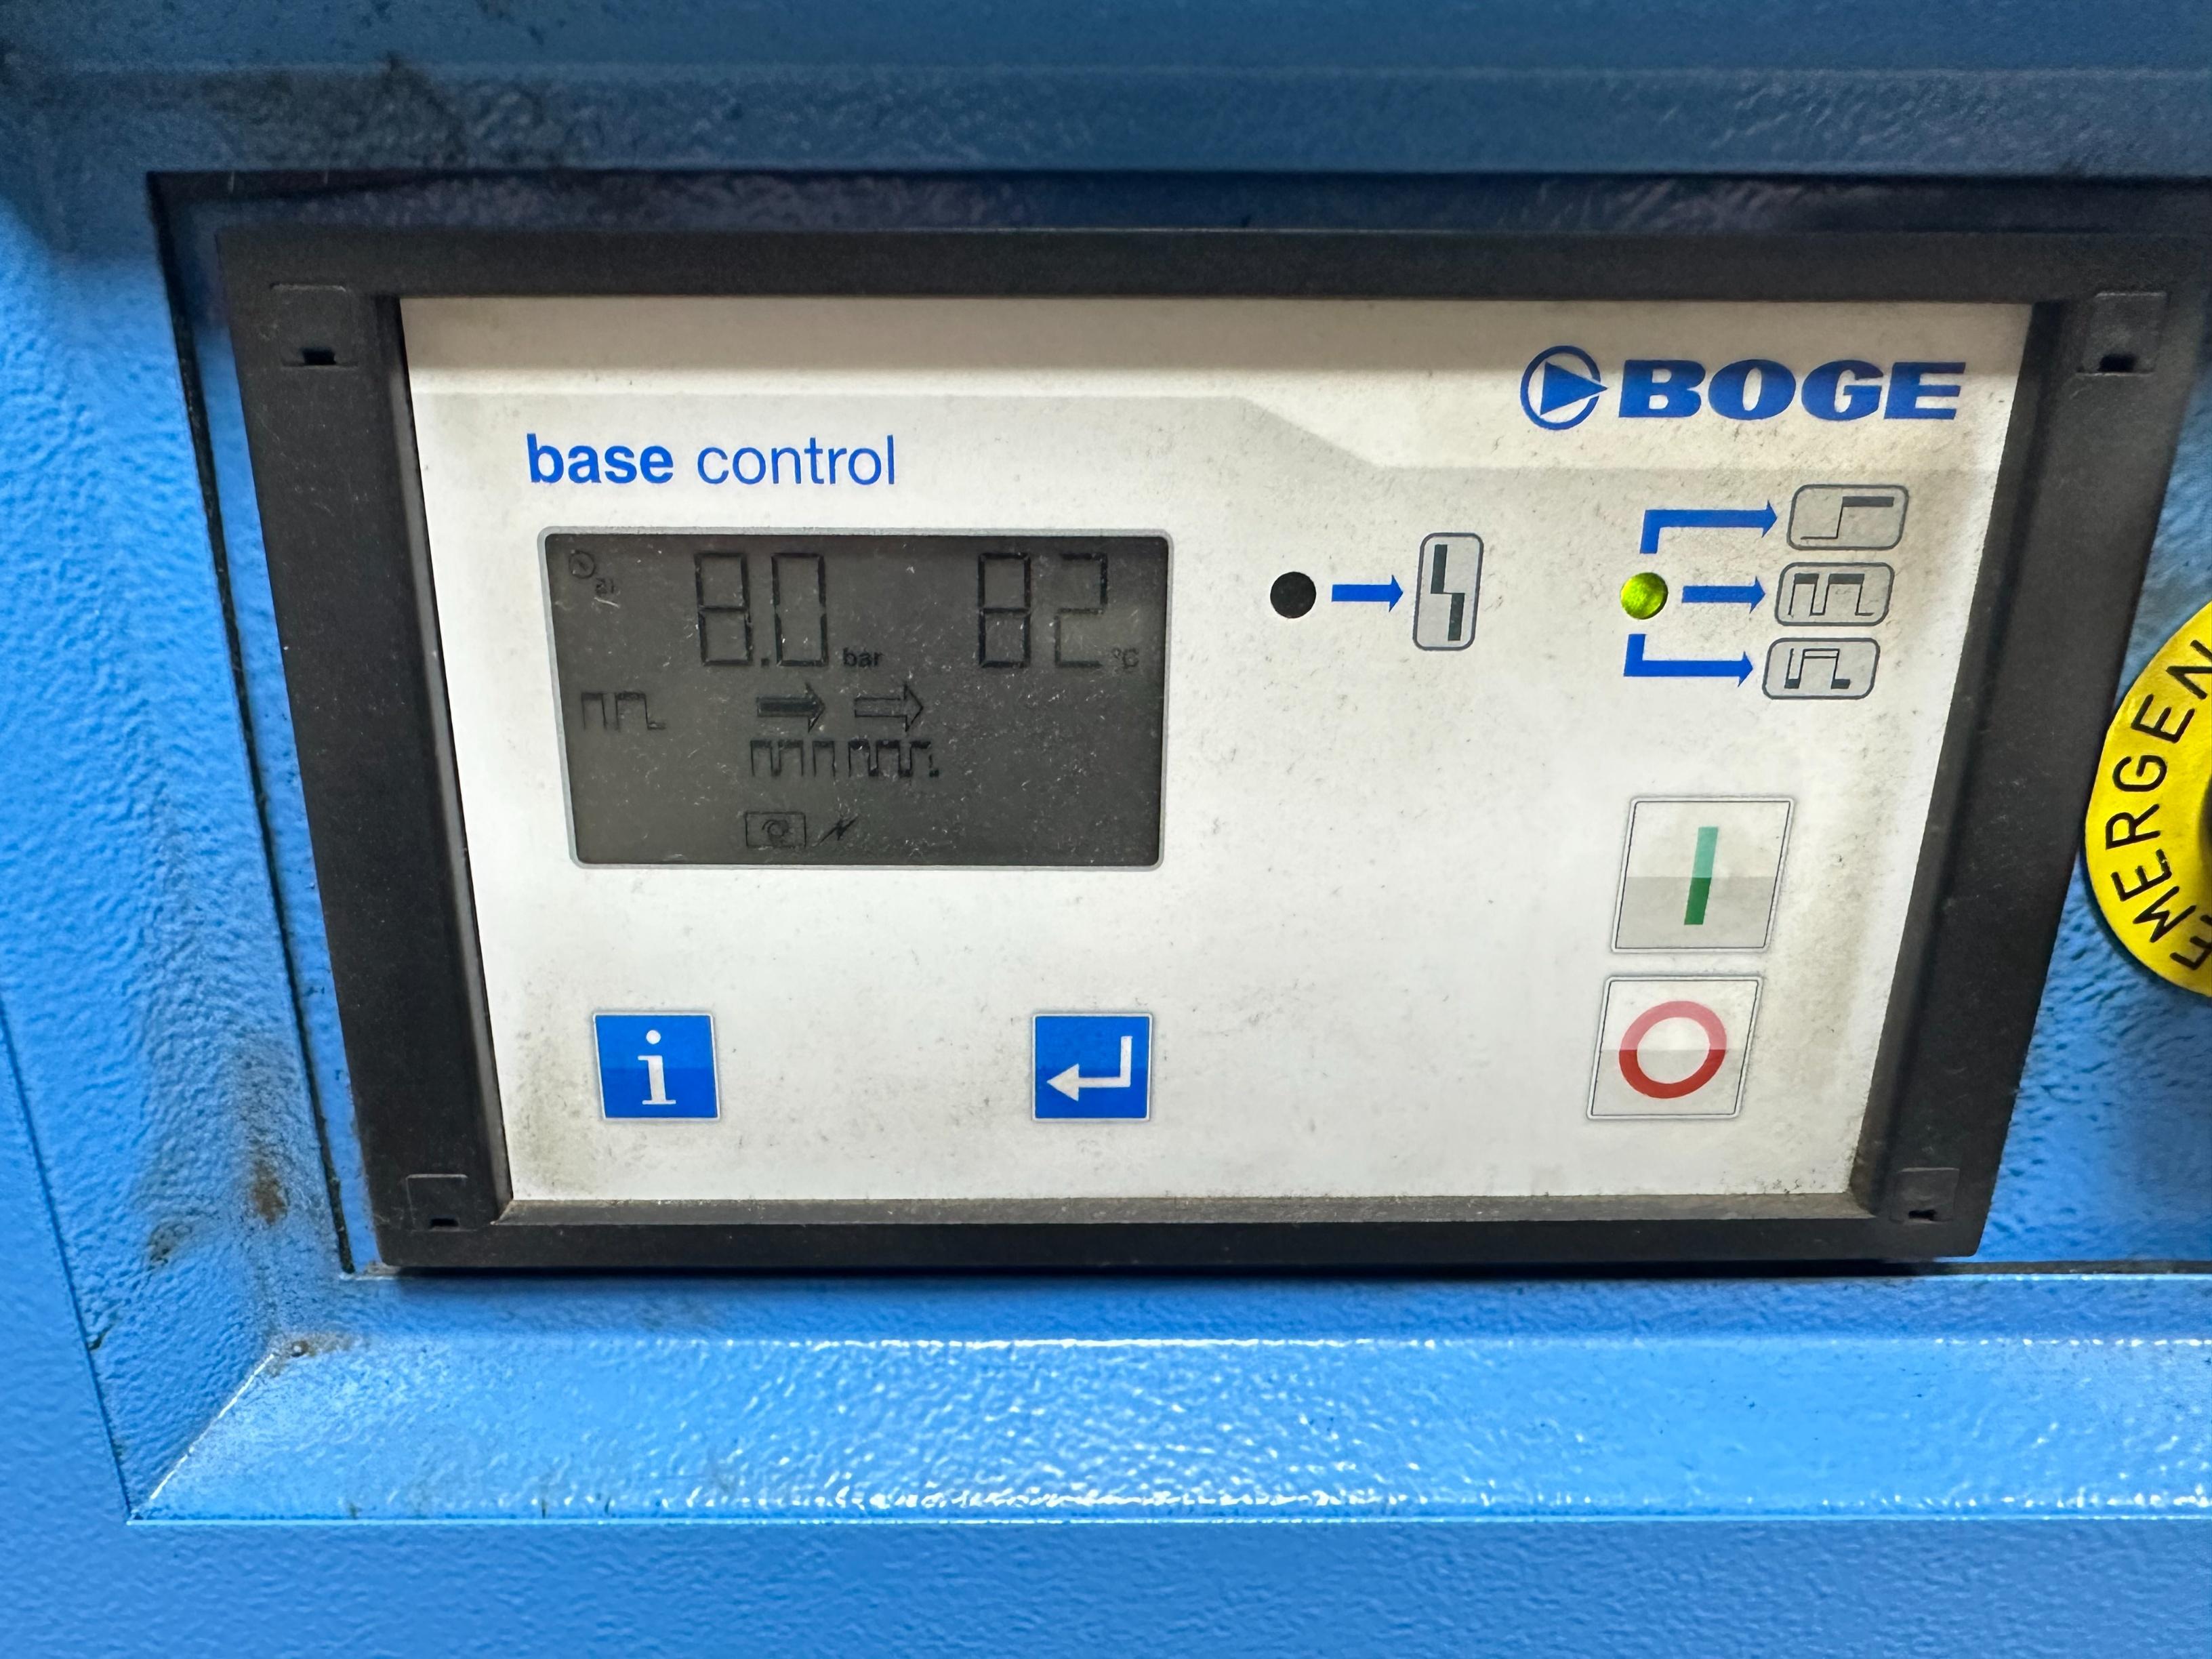 BOGE
base control
8.0 bar 82 °C
i
EMERGEN